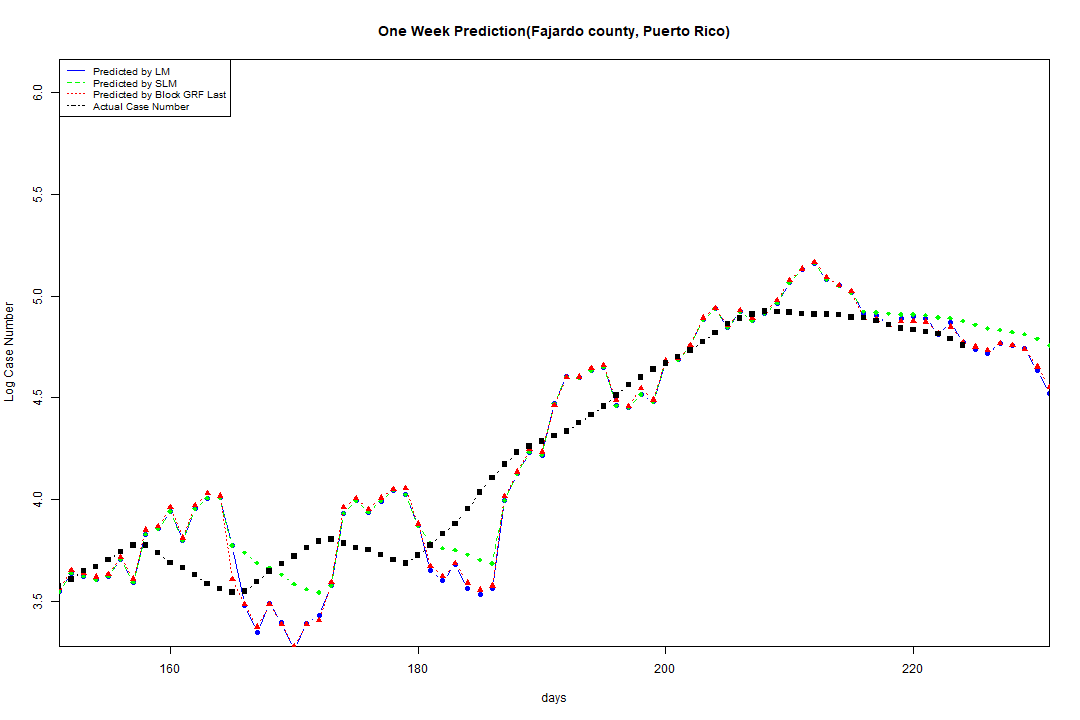 One Week Prediction(Fajardo county, Puerto Rico)
Predicted by LM
Predicted by SLM
Predicted by Block GRF Last
Actual Case Number
6.0
5.5
5.0
4.5
4.0
3.5
Log Case Number
160 180 200 220
days